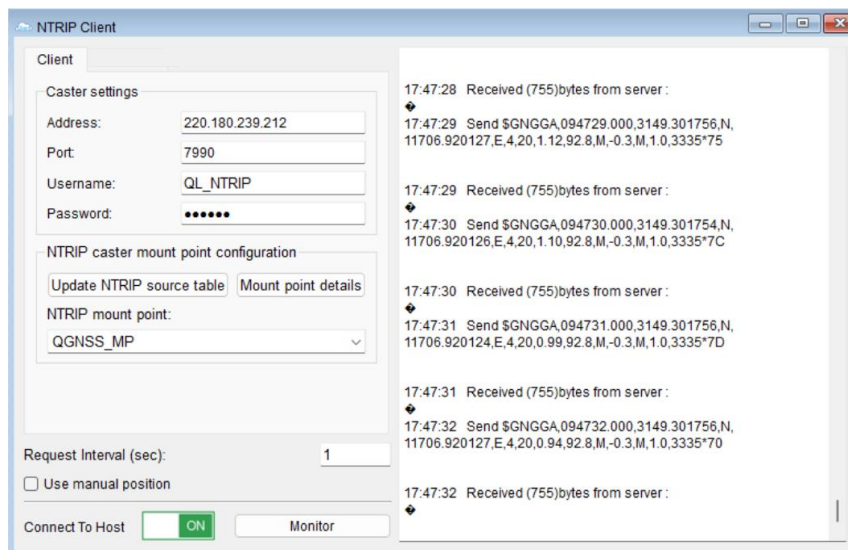 NTRIP Client
Client
Caster settings
Address: 220.180.239.212
Port: 7990
Username: QL_NTRIP
Password: ●●●●●●
NTRIP caster mount point configuration
Update NTRIP source table Mount point details
NTRIP mount point:
QGNSS_MP
Request Interval (sec): 1
Use manual position
Connect To Host ON Monitor
17:47:28 Received (755)bytes from server :
�
17:47:29 Send $GNGGA,094729.000,3149.301756,N,
11706.920127,E,4,20,1.12,92.8,M,-0.3,M,1.0,3335*75
17:47:29 Received (755)bytes from server :
�
17:47:30 Send $GNGGA,094730.000,3149.301754,N,
11706.920126,E,4,20,1.10,92.8,M,-0.3,M,1.0,3335*7C
17:47:30 Received (755)bytes from server :
�
17:47:31 Send $GNGGA,094731.000,3149.301756,N,
11706.920124,E,4,20,0.99,92.8,M,-0.3,M,1.0,3335*7D
17:47:31 Received (755)bytes from server :
�
17:47:32 Send $GNGGA,094732.000,3149.301756,N,
11706.920127,E,4,20,0.94,92.8,M,-0.3,M,1.0,3335*70
17:47:32 Received (755)bytes from server :
�